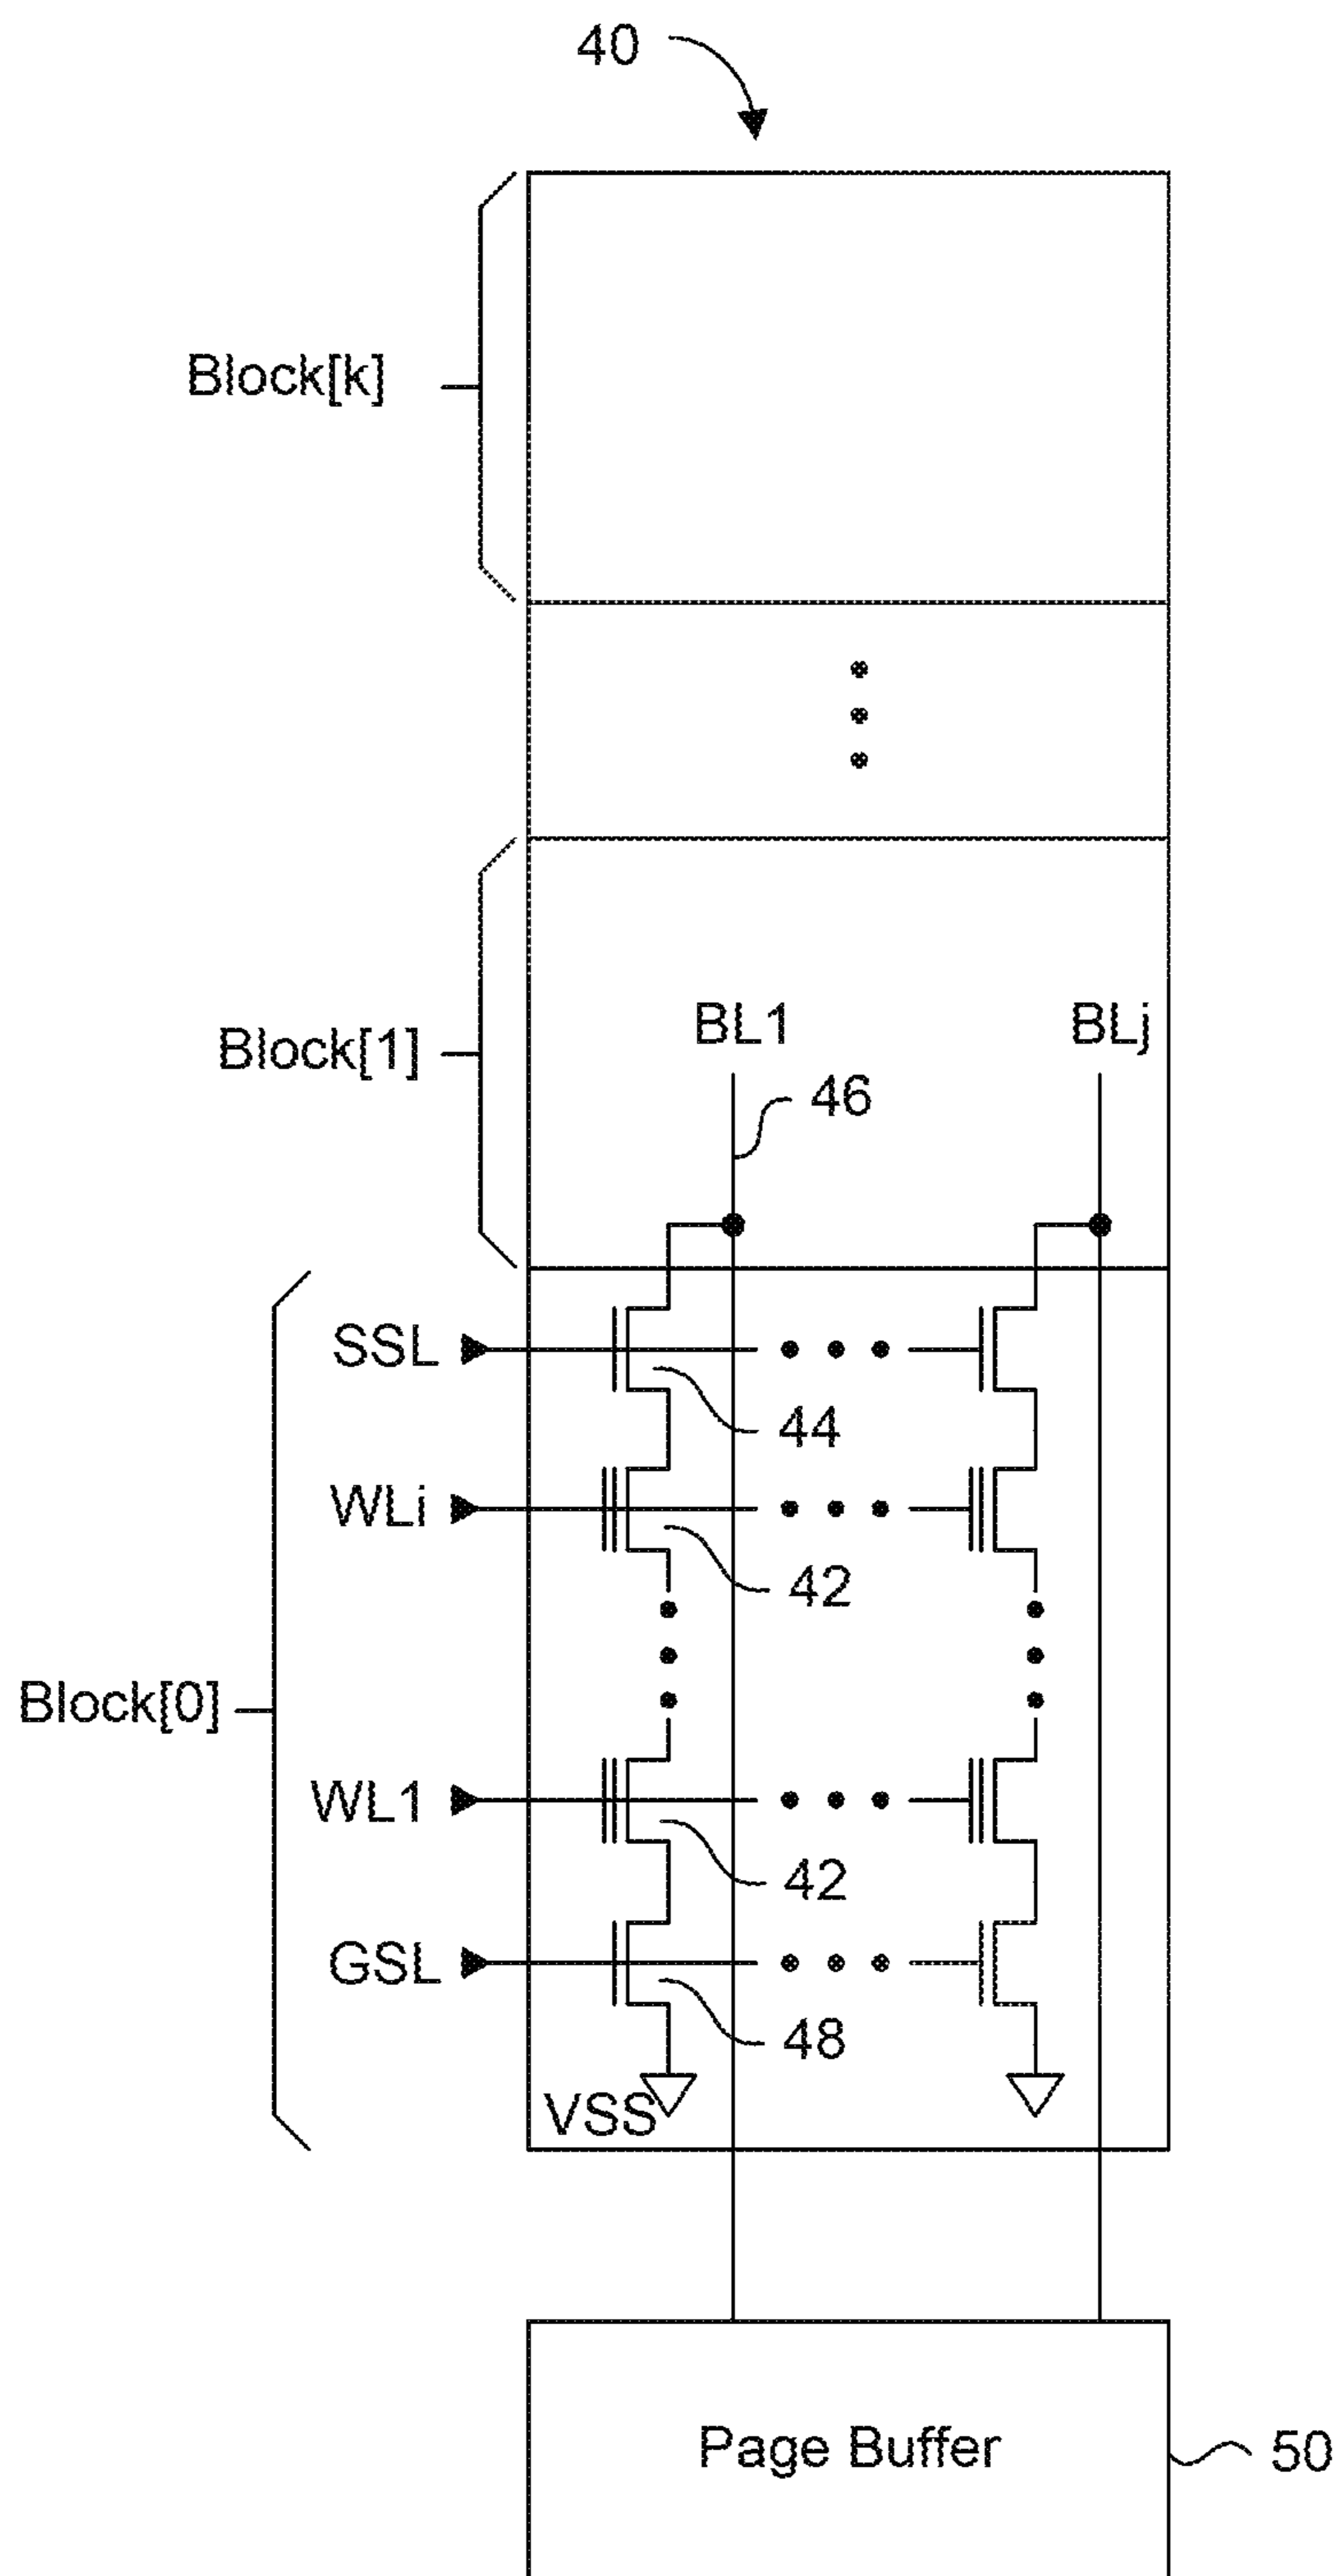 40
Block[k]
Block[1]
BL1
BLj
46
SSL
44
WLi
42
Block[0]
WL1
42
GSL
48
VSS
Page Buffer
50